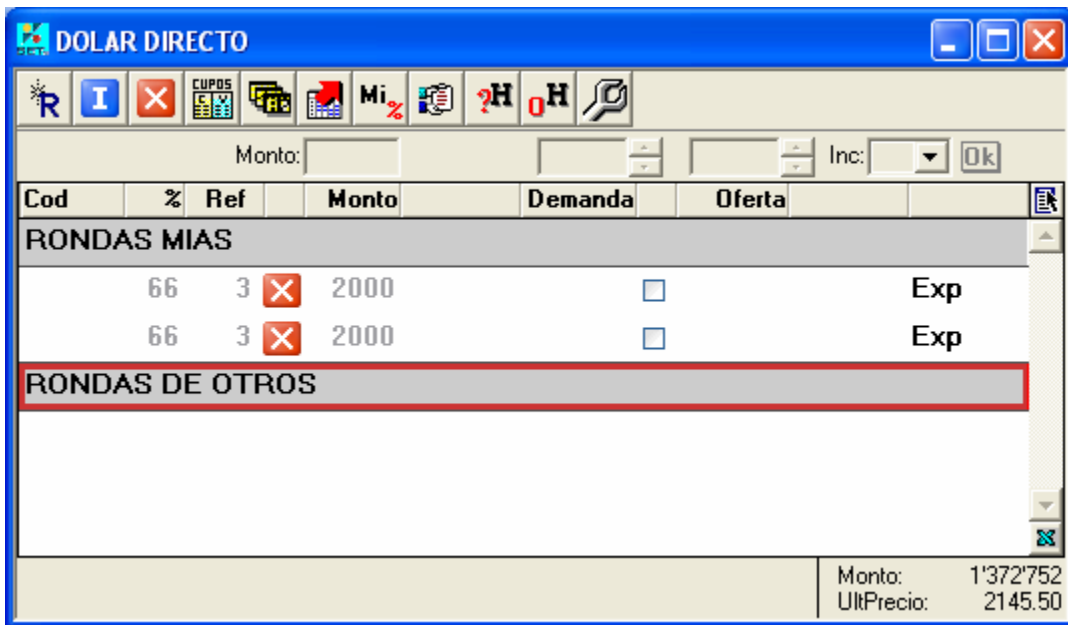 DOLAR DIRECTO
R I CUPOS Mi% ?H 0H
Monto: Inc: Ok
Cod % Ref Monto Demanda Oferta
RONDAS MIAS
66 3 2000 Exp
66 3 2000 Exp
RONDAS DE OTROS
Monto: 1'372'752
UltPrecio: 2145.50